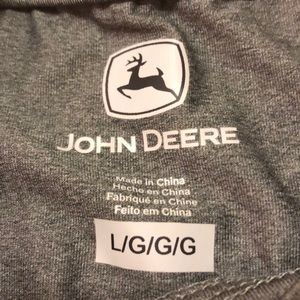 JOHN DEERE
Made in China
Hecho en China
Fabriqué en Chine
Feito em China
L/G/G/G